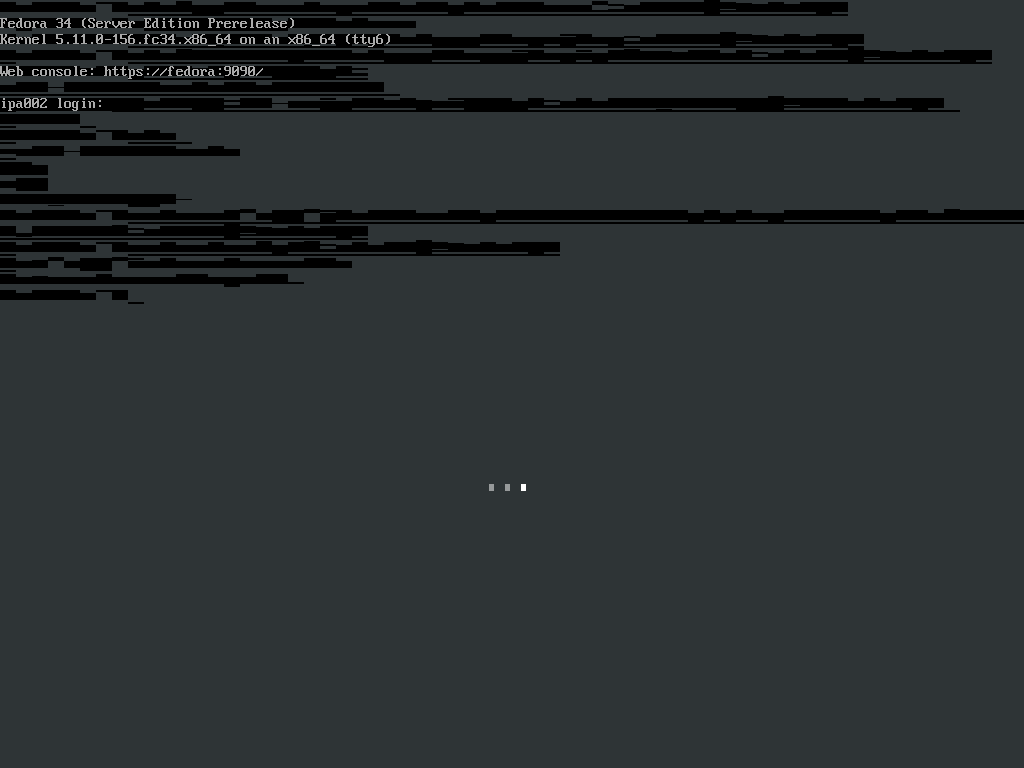 Fedora 34 (Server Edition Prerelease)
Kernel 5.11.0-156.fc34.x86_64 on an x86_64 (tty6)
Web console: https://fedora:9090/
ipa002 login: